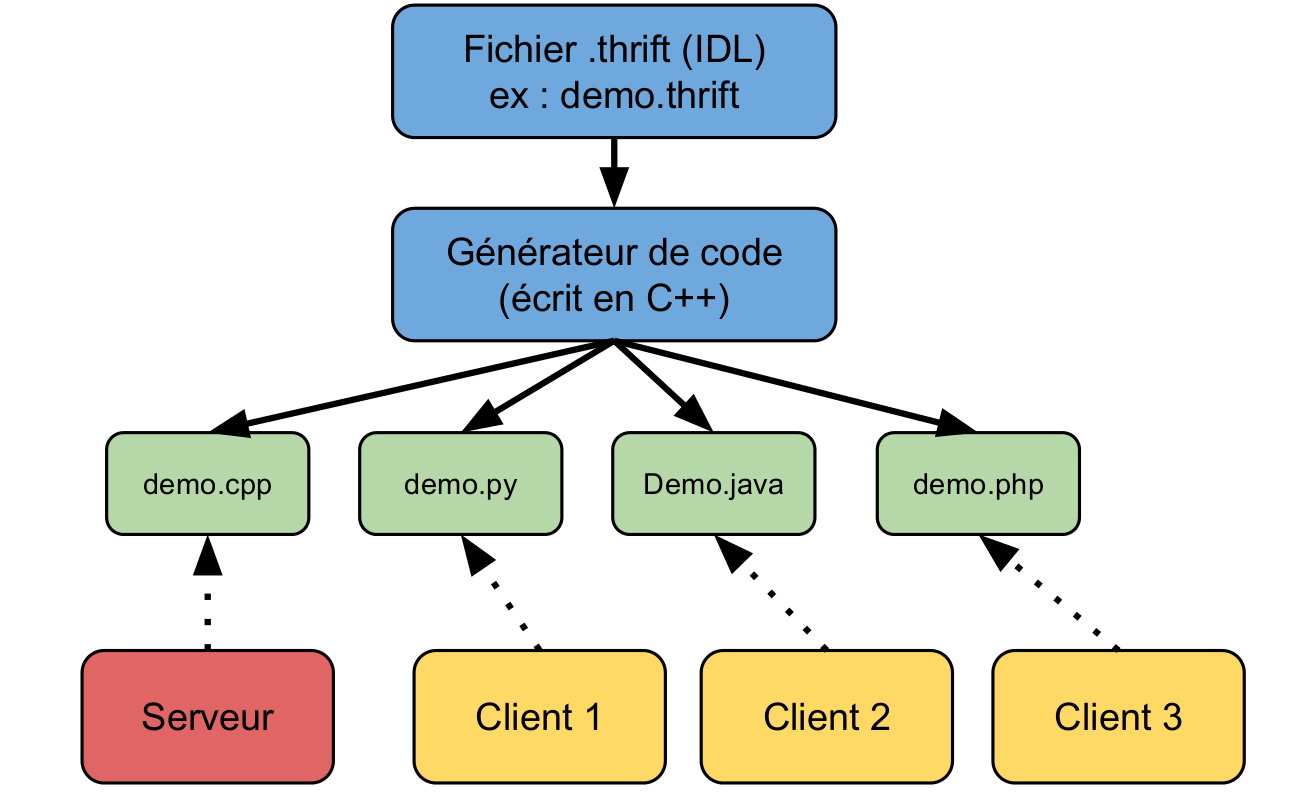 Fichier .thrift (IDL)
ex : demo.thrift
Générateur de code
(écrit en C++)
demo.cpp
demo.py
Demo.java
demo.php
Serveur
Client 1
Client 2
Client 3